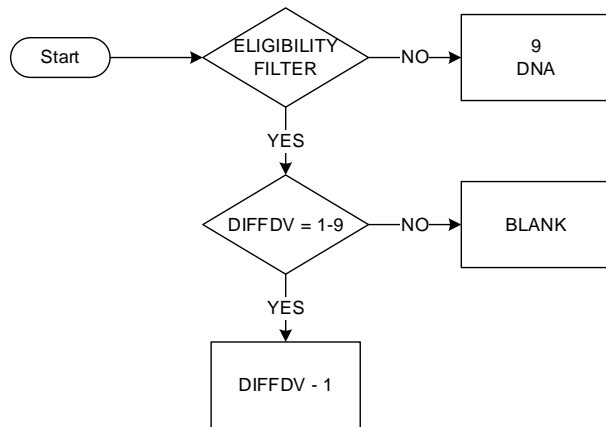 Start
ELIGIBILITY
FILTER
NO
9
DNA
YES
DIFFDV = 1-9
NO
BLANK
YES
DIFFDV - 1